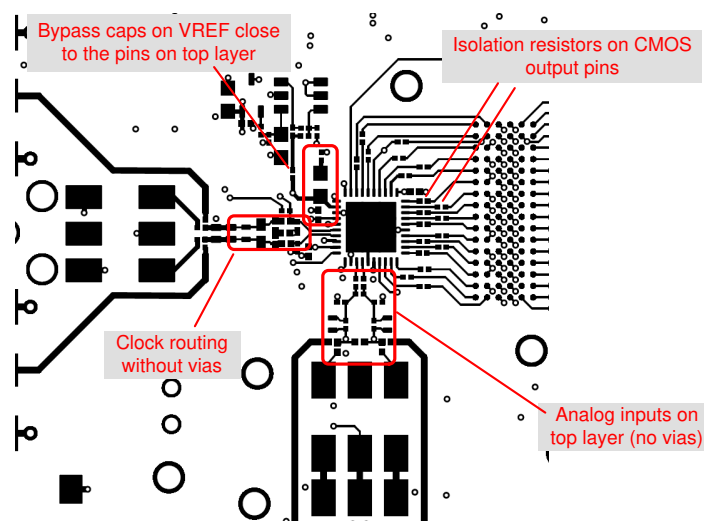 Bypass caps on VREF close
to the pins on top layer
Isolation resistors on CMOS
output pins
Clock routing
without vias
Analog inputs on
top layer (no vias)